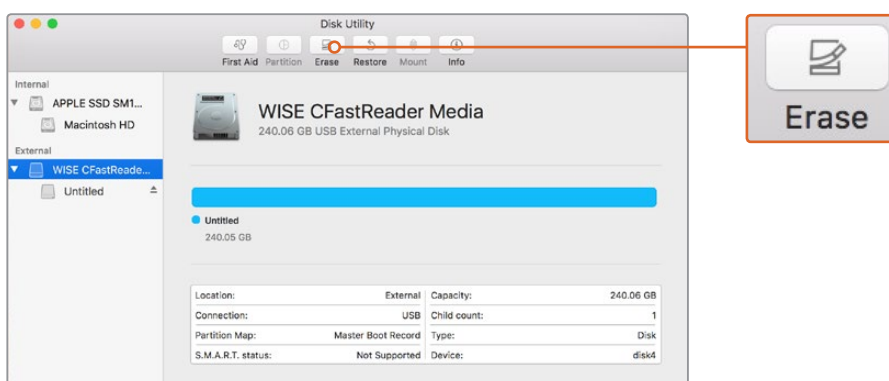 Disk Utility
First Aid Partition Erase Restore Mount Info
Erase
Internal
APPLE SSD SM1...
Macintosh HD
External
WISE CFastReade...
Untitled
WISE CFastReader Media
240.06 GB USB External Physical Disk
Untitled
240.05 GB
Location: External Capacity: 240.06 GB
Connection: USB Child count: 1
Partition Map: Master Boot Record Type: Disk
S.M.A.R.T. status: Not Supported Device: disk4